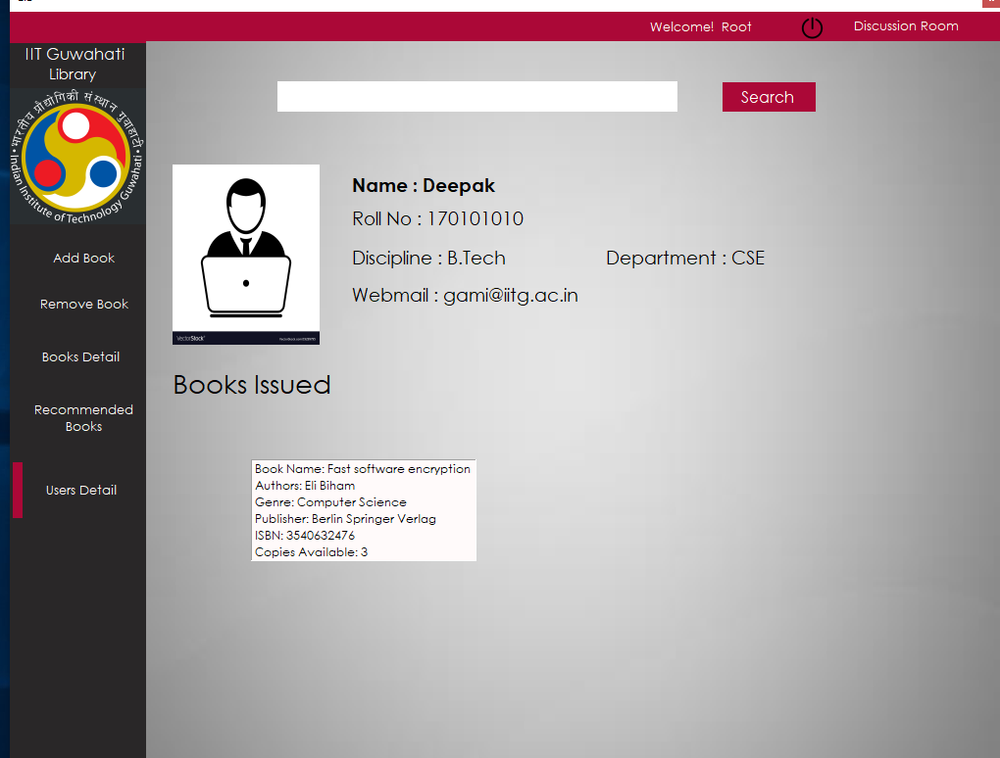 Welcome! Root
Discussion Room
IIT Guwahati
Library
भारतीय प्रौद्योगिकी संस्थान गुवाहाटी
Indian Institute of Technology Guwahati
Search
Name : Deepak
Roll No : 170101010
Discipline : B.Tech
Department : CSE
Webmail : gami@iitg.ac.in
VectorStock
Add Book
Remove Book
Books Detail
Recommended
Books
Users Detail
Books Issued
Book Name: Fast software encryption
Authors: Eli Biham
Genre: Computer Science
Publisher: Berlin Springer Verlag
ISBN: 3540632476
Copies Available: 3